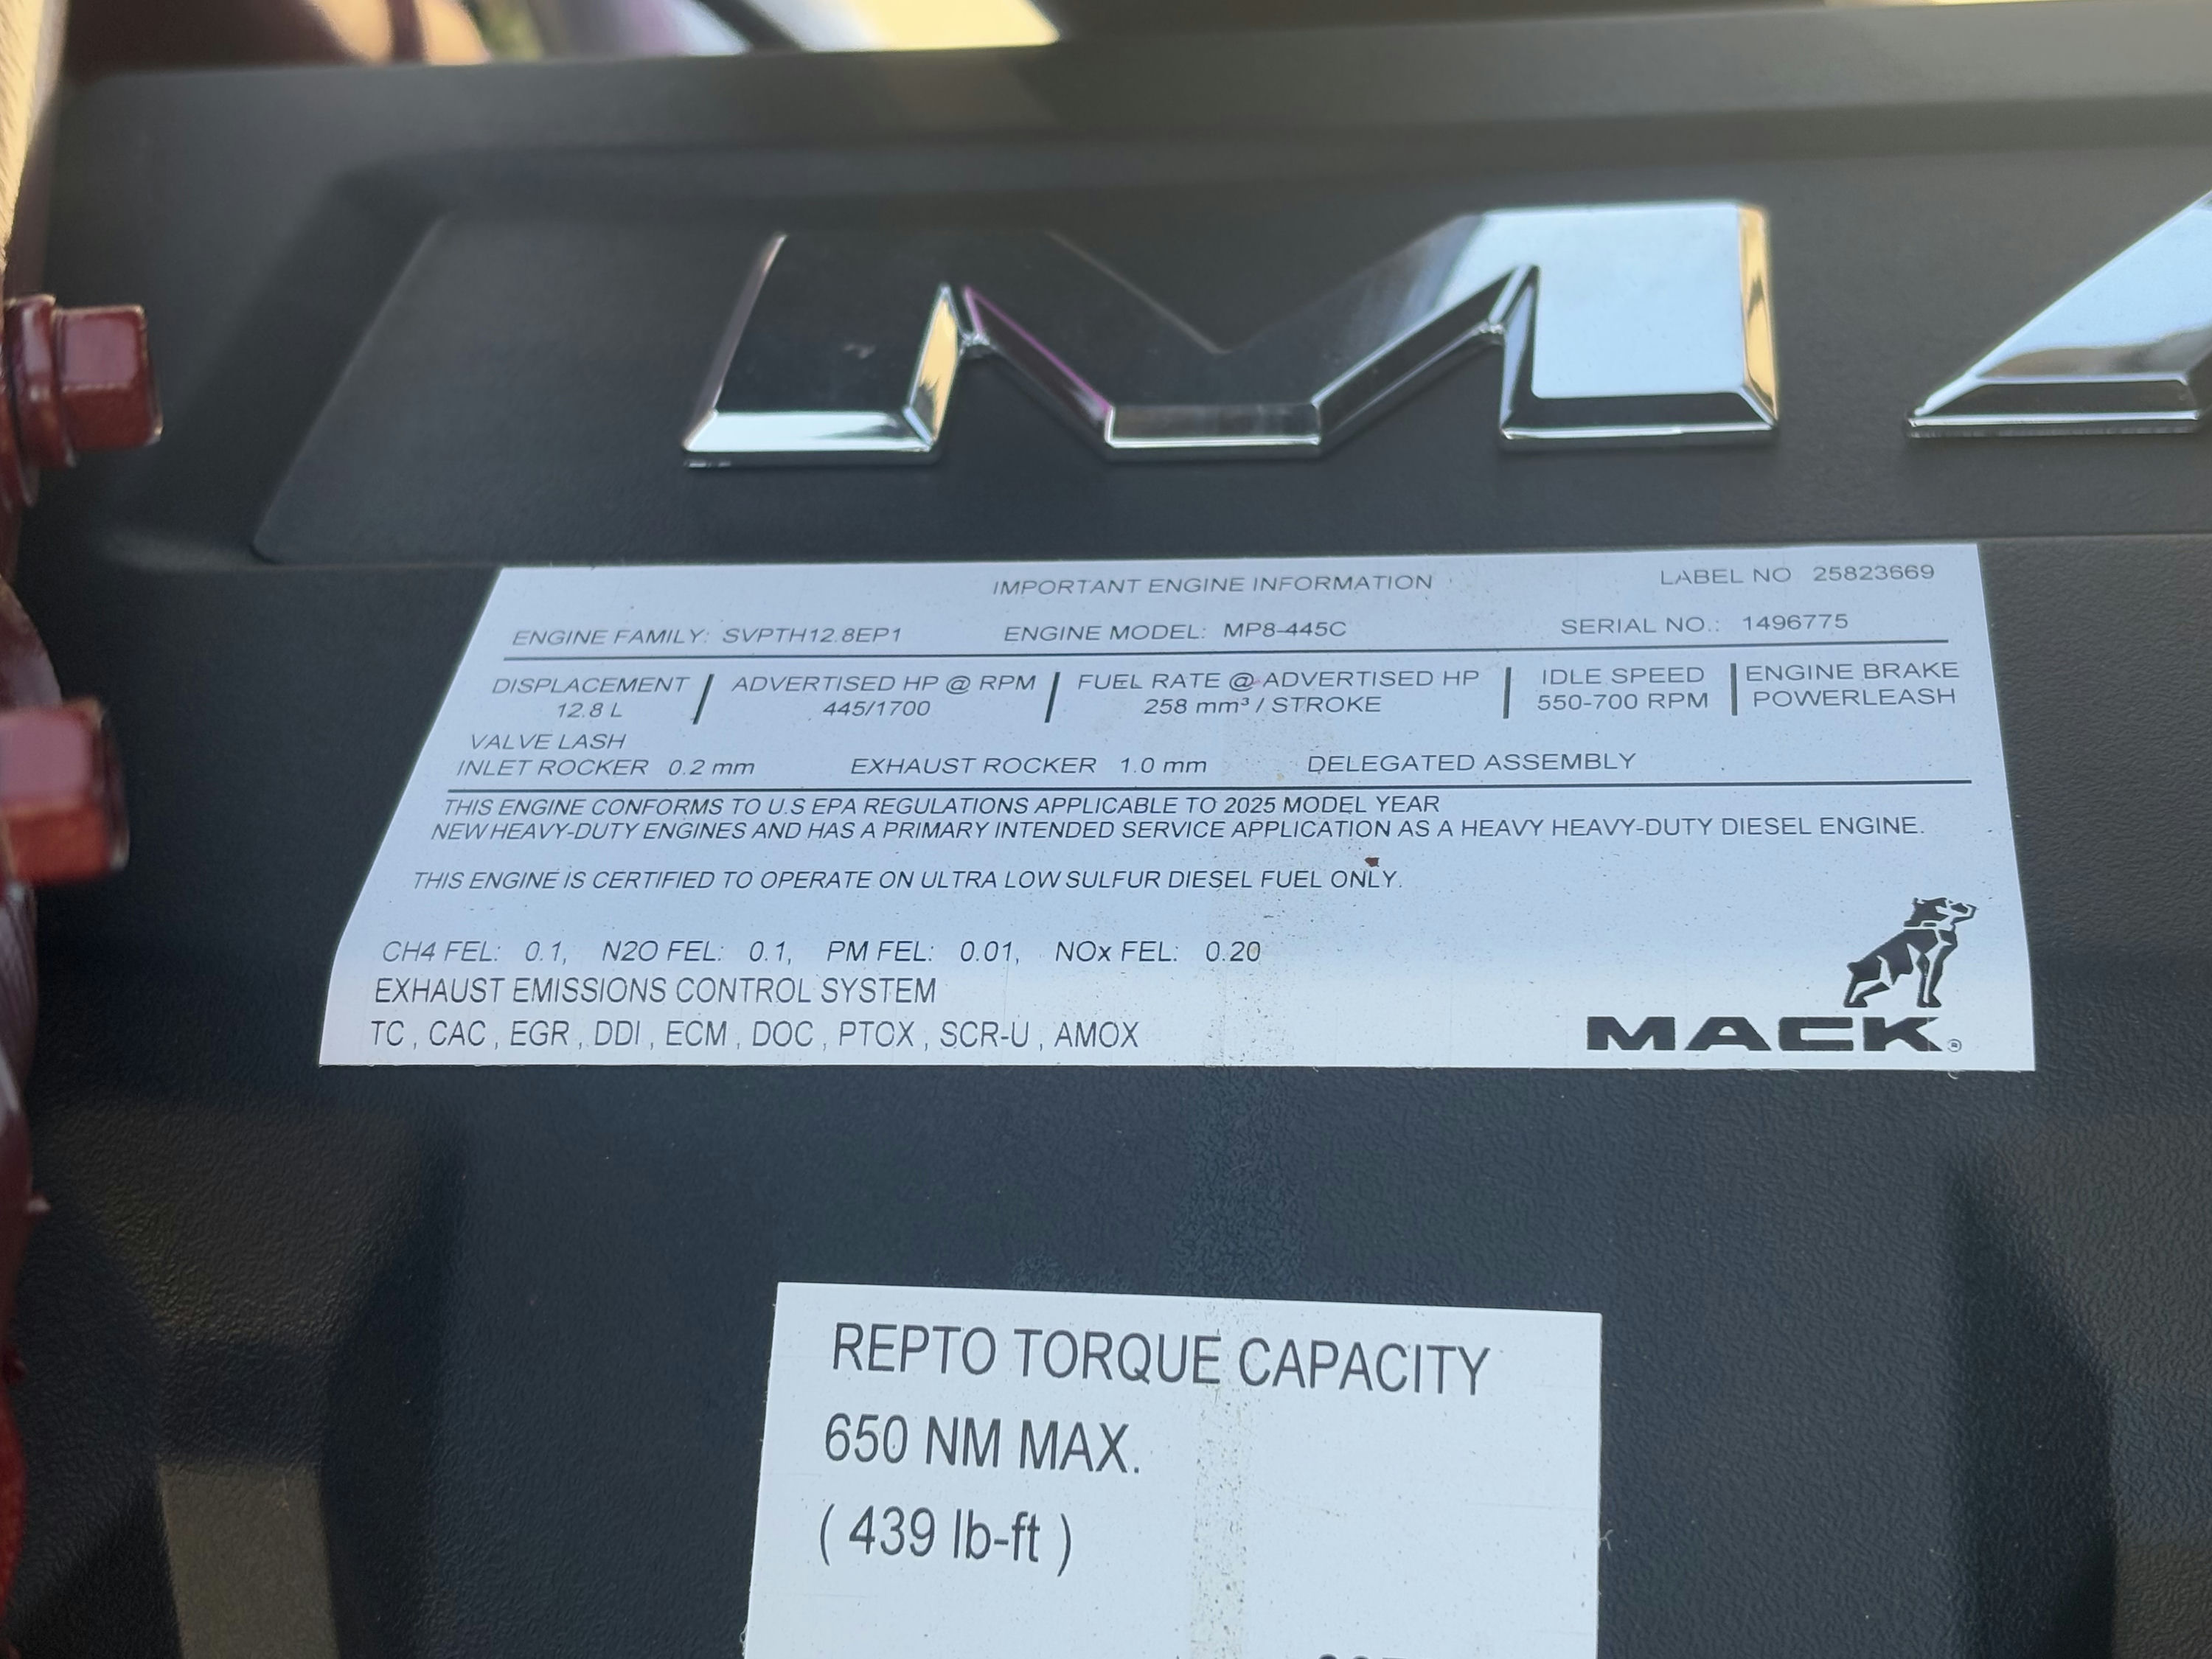 IMPORTANT ENGINE INFORMATION LABEL NO 25823669
ENGINE FAMILY: SVPTH12.8EP1 ENGINE MODEL: MP8-445C SERIAL NO.: 1496775
DISPLACEMENT ADVERTISED HP @ RPM FUEL RATE @ ADVERTISED HP IDLE SPEED ENGINE BRAKE
12.8 L 445/1700 258 mm³ / STROKE 550-700 RPM POWERLEASH
VALVE LASH
INLET ROCKER 0.2 mm EXHAUST ROCKER 1.0 mm DELEGATED ASSEMBLY
THIS ENGINE CONFORMS TO U.S EPA REGULATIONS APPLICABLE TO 2025 MODEL YEAR
NEW HEAVY-DUTY ENGINES AND HAS A PRIMARY INTENDED SERVICE APPLICATION AS A HEAVY HEAVY-DUTY DIESEL ENGINE.
THIS ENGINE IS CERTIFIED TO OPERATE ON ULTRA LOW SULFUR DIESEL FUEL ONLY.
CH4 FEL: 0.1, N2O FEL: 0.1, PM FEL: 0.01, NOx FEL: 0.20
EXHAUST EMISSIONS CONTROL SYSTEM
TC , CAC , EGR , DDI , ECM , DOC , PTOX , SCR-U , AMOX
MACK®
REPTO TORQUE CAPACITY
650 NM MAX.
( 439 lb-ft )